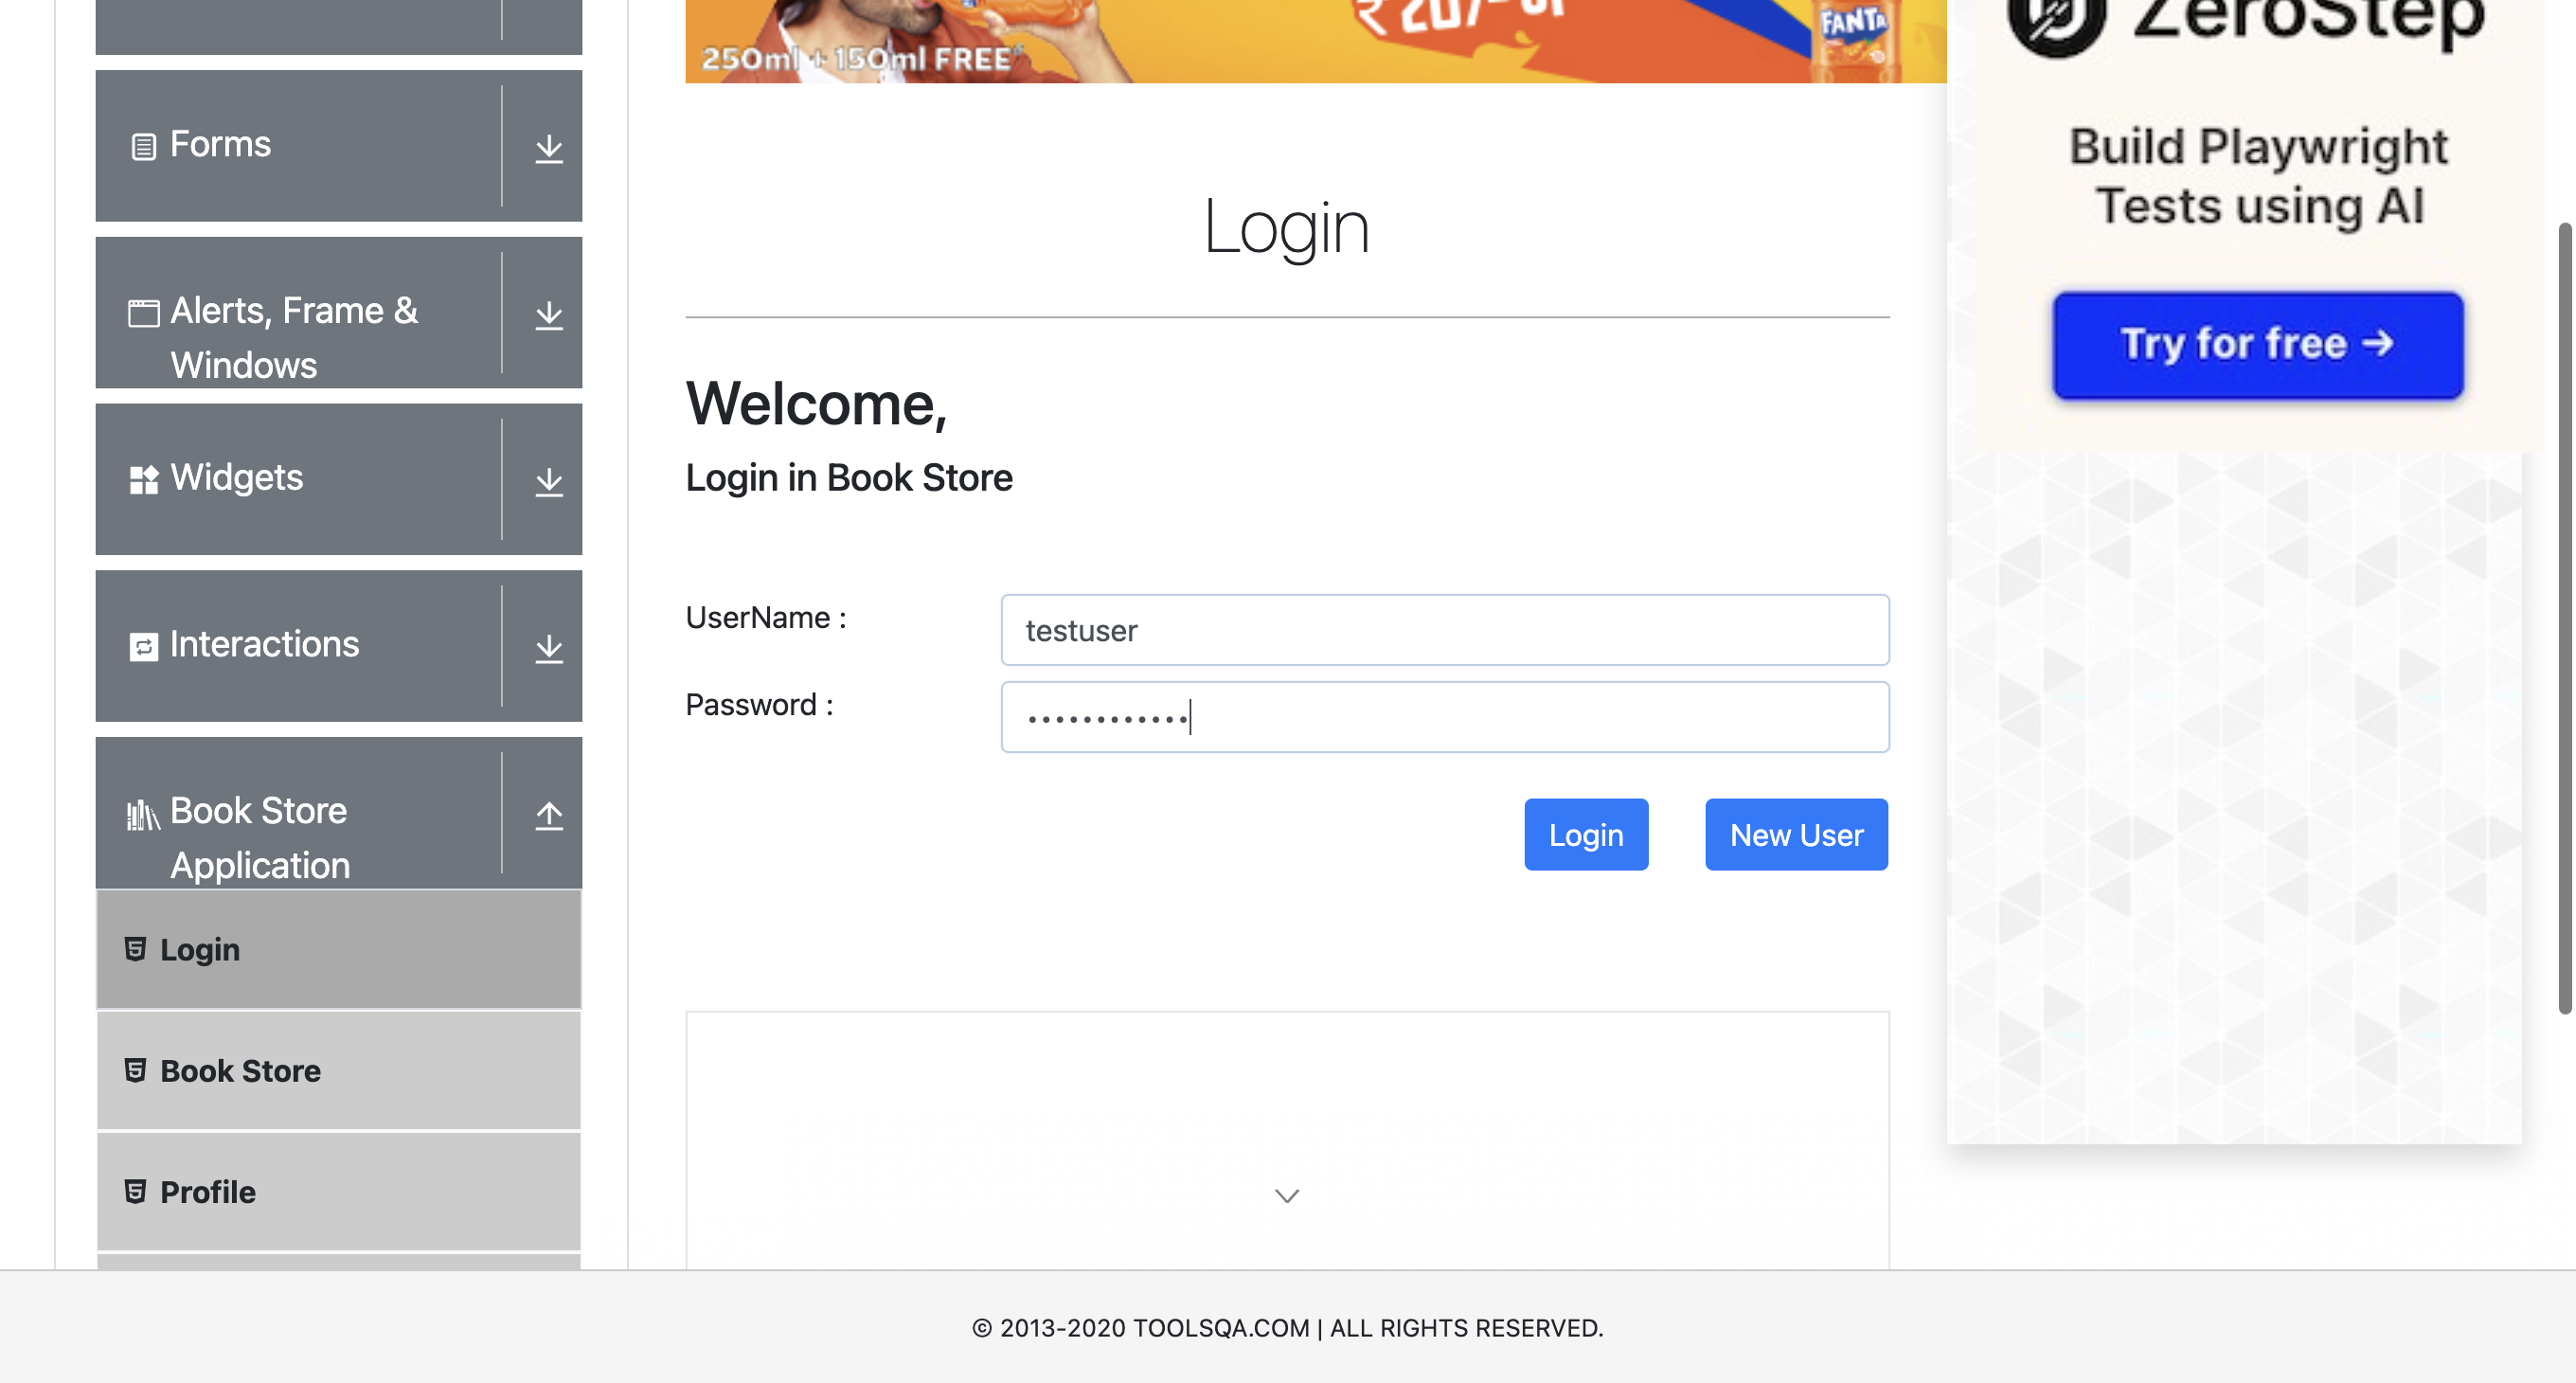 250ml + 150ml FREE*
FANTA
ZeroStep
Build Playwright
Tests using AI
Try for free →
Forms
Alerts, Frame &
Windows
Widgets
Interactions
Book Store
Application
Login
Book Store
Profile
Login
Welcome,
Login in Book Store
UserName :
testuser
Password :
••••••••••••
Login
New User
© 2013-2020 TOOLSQA.COM | ALL RIGHTS RESERVED.